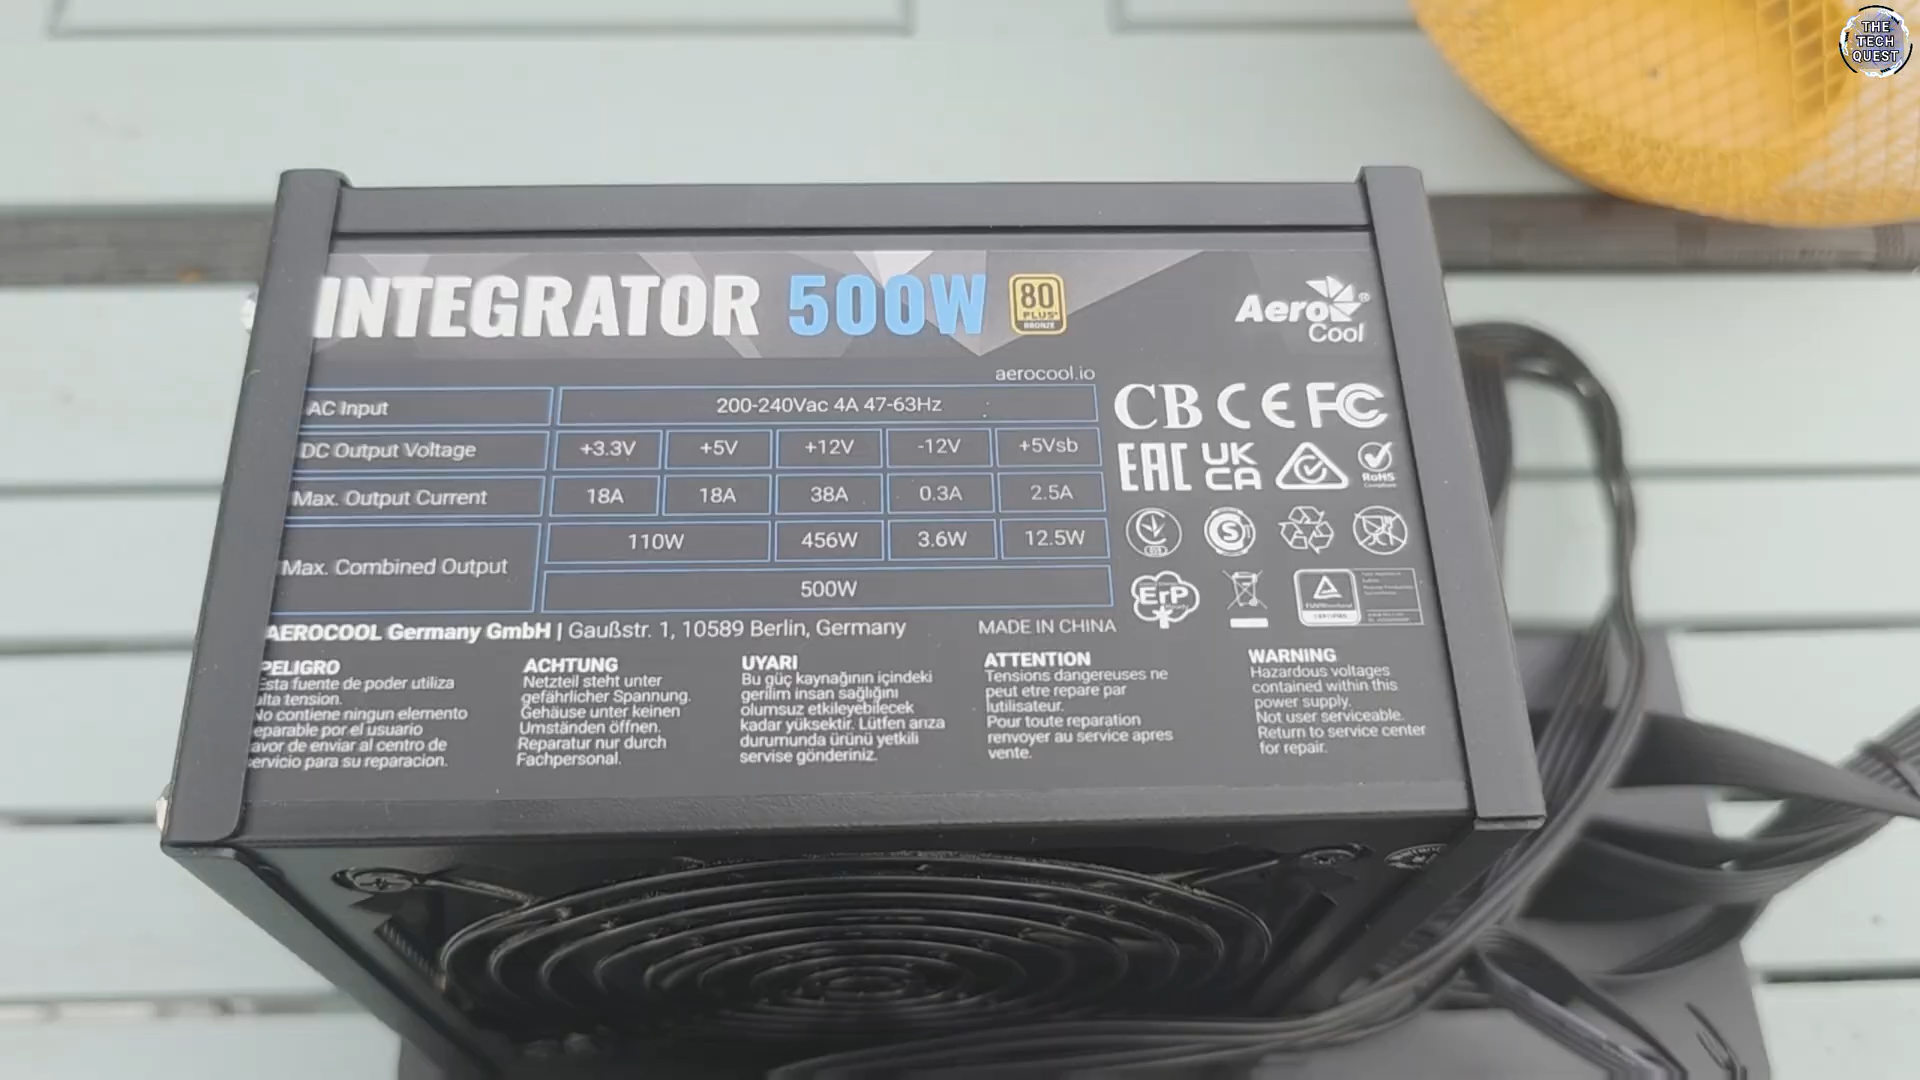 THE
TECH
QUEST
INTEGRATOR 500W
80
PLUS
BRONZE
Aero
Cool
aerocool.io
AC Input 200-240Vac 4A 47-63Hz
DC Output Voltage +3.3V +5V +12V -12V +5Vsb
Max. Output Current 18A 18A 38A 0.3A 2.5A
Max. Combined Output 110W 456W 3.6W 12.5W
500W
CB CE FC
EAC UK
CA
RoHS
ErP
AEROCOOL Germany GmbH | Gaußstr. 1, 10589 Berlin, Germany
MADE IN CHINA
PELIGRO
Esta fuente de poder utiliza
alta tension.
No contiene ningun elemento
eparable por el usuario
avor de enviar al centro de
ervicio para su reparacion.
ACHTUNG
Netzteil steht unter
gefährlicher Spannung.
Gehäuse unter keinen
Umständen öffnen.
Reparatur nur durch
Fachpersonal.
UYARI
Bu güç kaynağının içindeki
gerilim insan sağlığını
olumsuz etkileyebilecek
kadar yüksektir. Lütfen arıza
durumunda ürünü yetkili
servise gönderiniz.
ATTENTION
Tensions dangereuses ne
peut etre repare par
lutilisateur.
Pour toute reparation
renvoyer au service apres
vente.
WARNING
Hazardous voltages
contained within this
power supply.
Not user serviceable.
Return to service center
for repair.